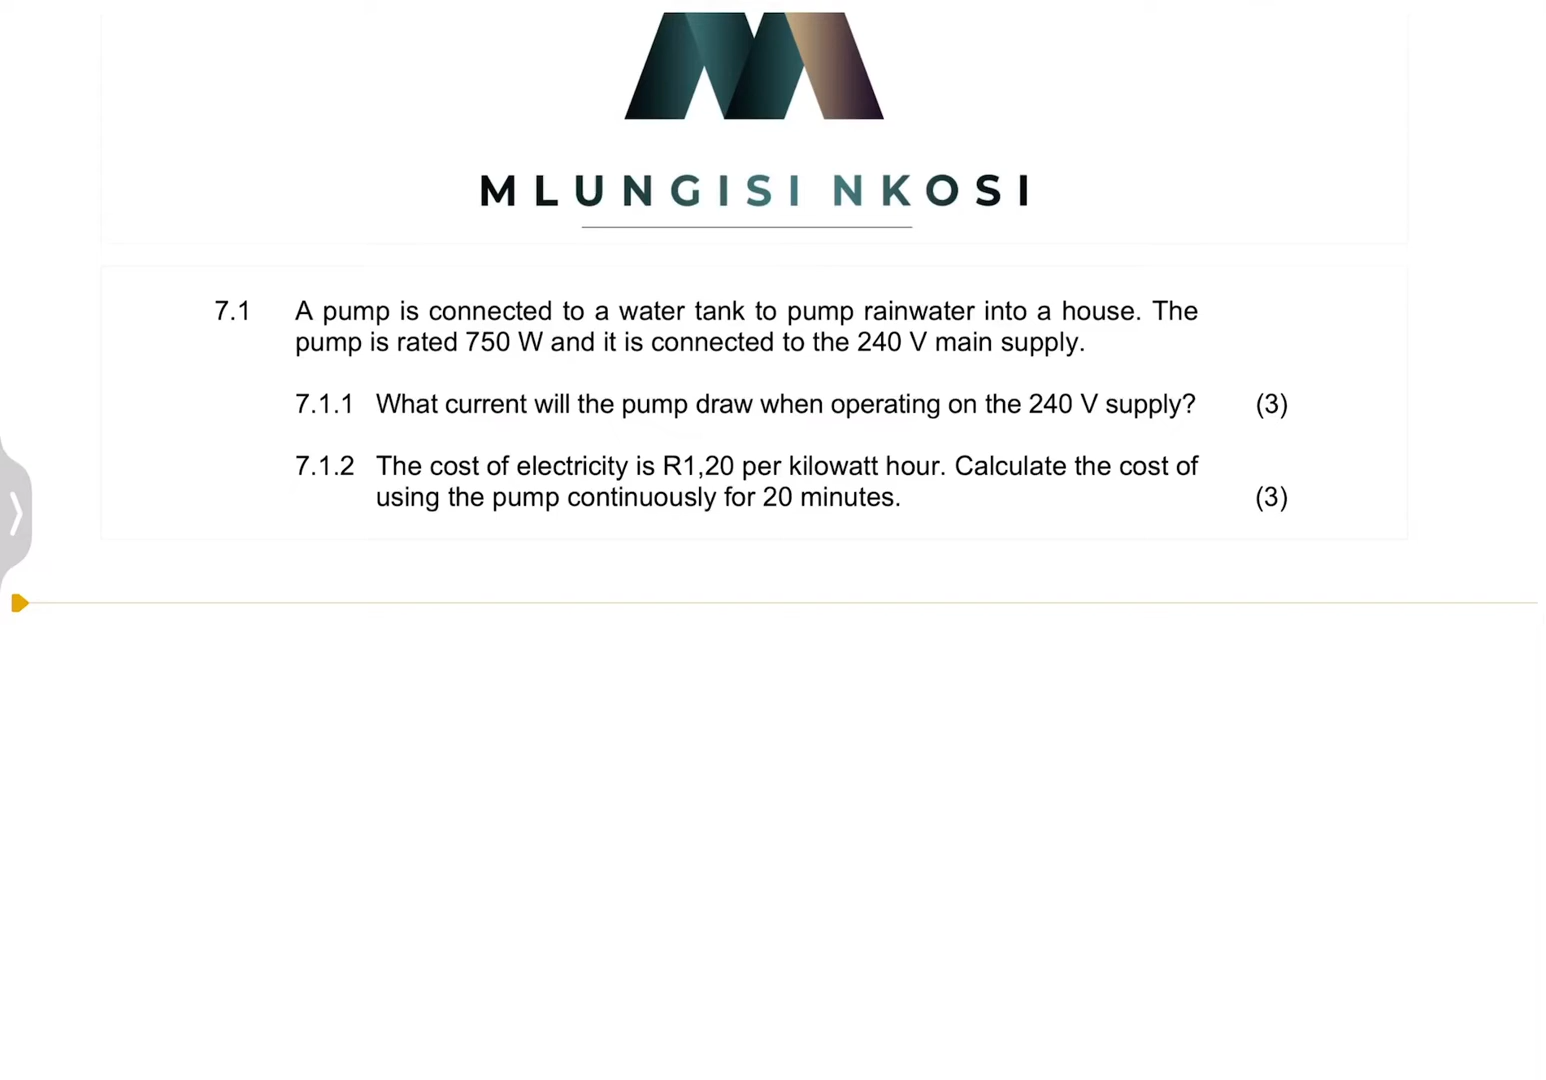 MLUNGISI NKOSI
7.1 A pump is connected to a water tank to pump rainwater into a house. The
pump is rated 750 W and it is connected to the 240 V main supply.
7.1.1 What current will the pump draw when operating on the 240 V supply? (3)
7.1.2 The cost of electricity is R1,20 per kilowatt hour. Calculate the cost of
using the pump continuously for 20 minutes. (3)